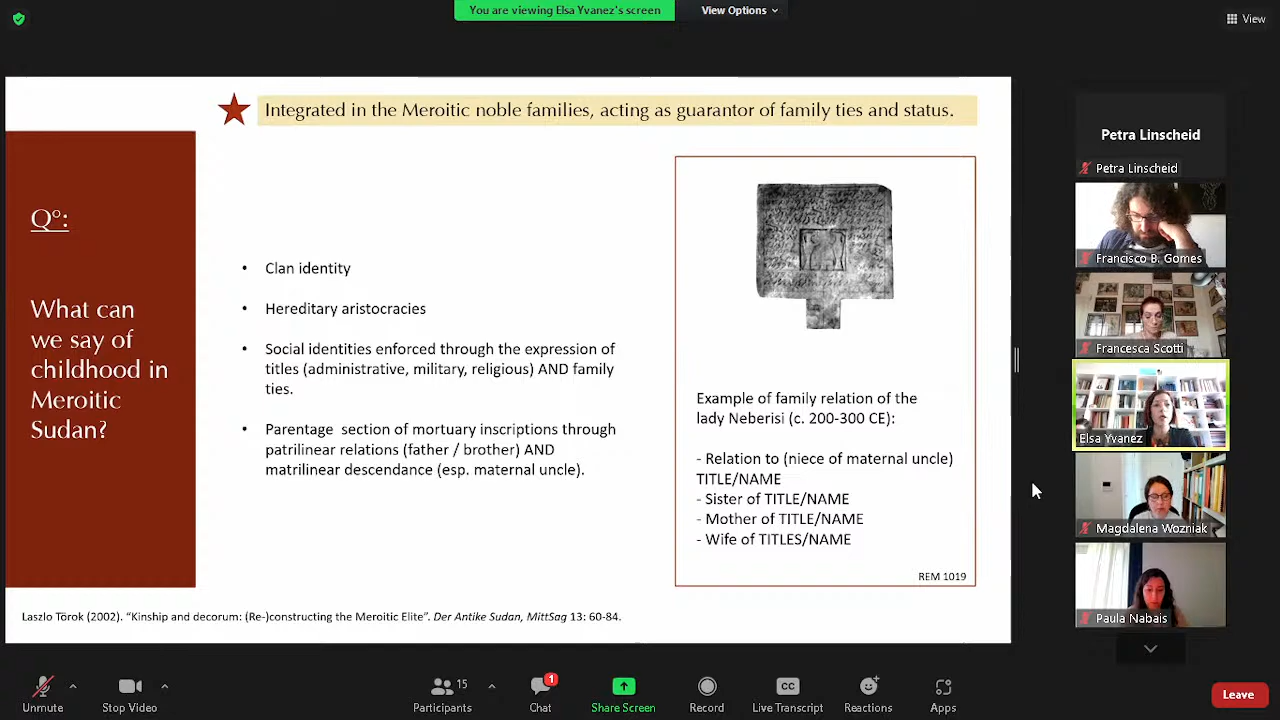 You are viewing Elsa Yvanez's screen
View Options
View
Integrated in the Meroitic noble families, acting as guarantor of family ties and status.
Q°:
What can
we say of
childhood in
Meroitic
Sudan?
• Clan identity
• Hereditary aristocracies
• Social identities enforced through the expression of
titles (administrative, military, religious) AND family
ties.
• Parentage section of mortuary inscriptions through
patrilinear relations (father / brother) AND
matrilinear descendance (esp. maternal uncle).
Example of family relation of the
lady Neberisi (c. 200-300 CE):
- Relation to (niece of maternal uncle)
TITLE/NAME
- Sister of TITLE/NAME
- Mother of TITLE/NAME
- Wife of TITLES/NAME
REM 1019
Laszlo Törok (2002). “Kinship and decorum: (Re-)constructing the Meroitic Elite”. Der Antike Sudan, MittSag 13: 60-84.
Petra Linscheid
Petra Linscheid
Francisco B. Gomes
Francesca Scotti
Elsa Yvanez
Magdalena Wozniak
Paula Nabais
Unmute
Stop Video
15
Participants
1
Chat
Share Screen
Record
CC
Live Transcript
Reactions
Apps
Leave